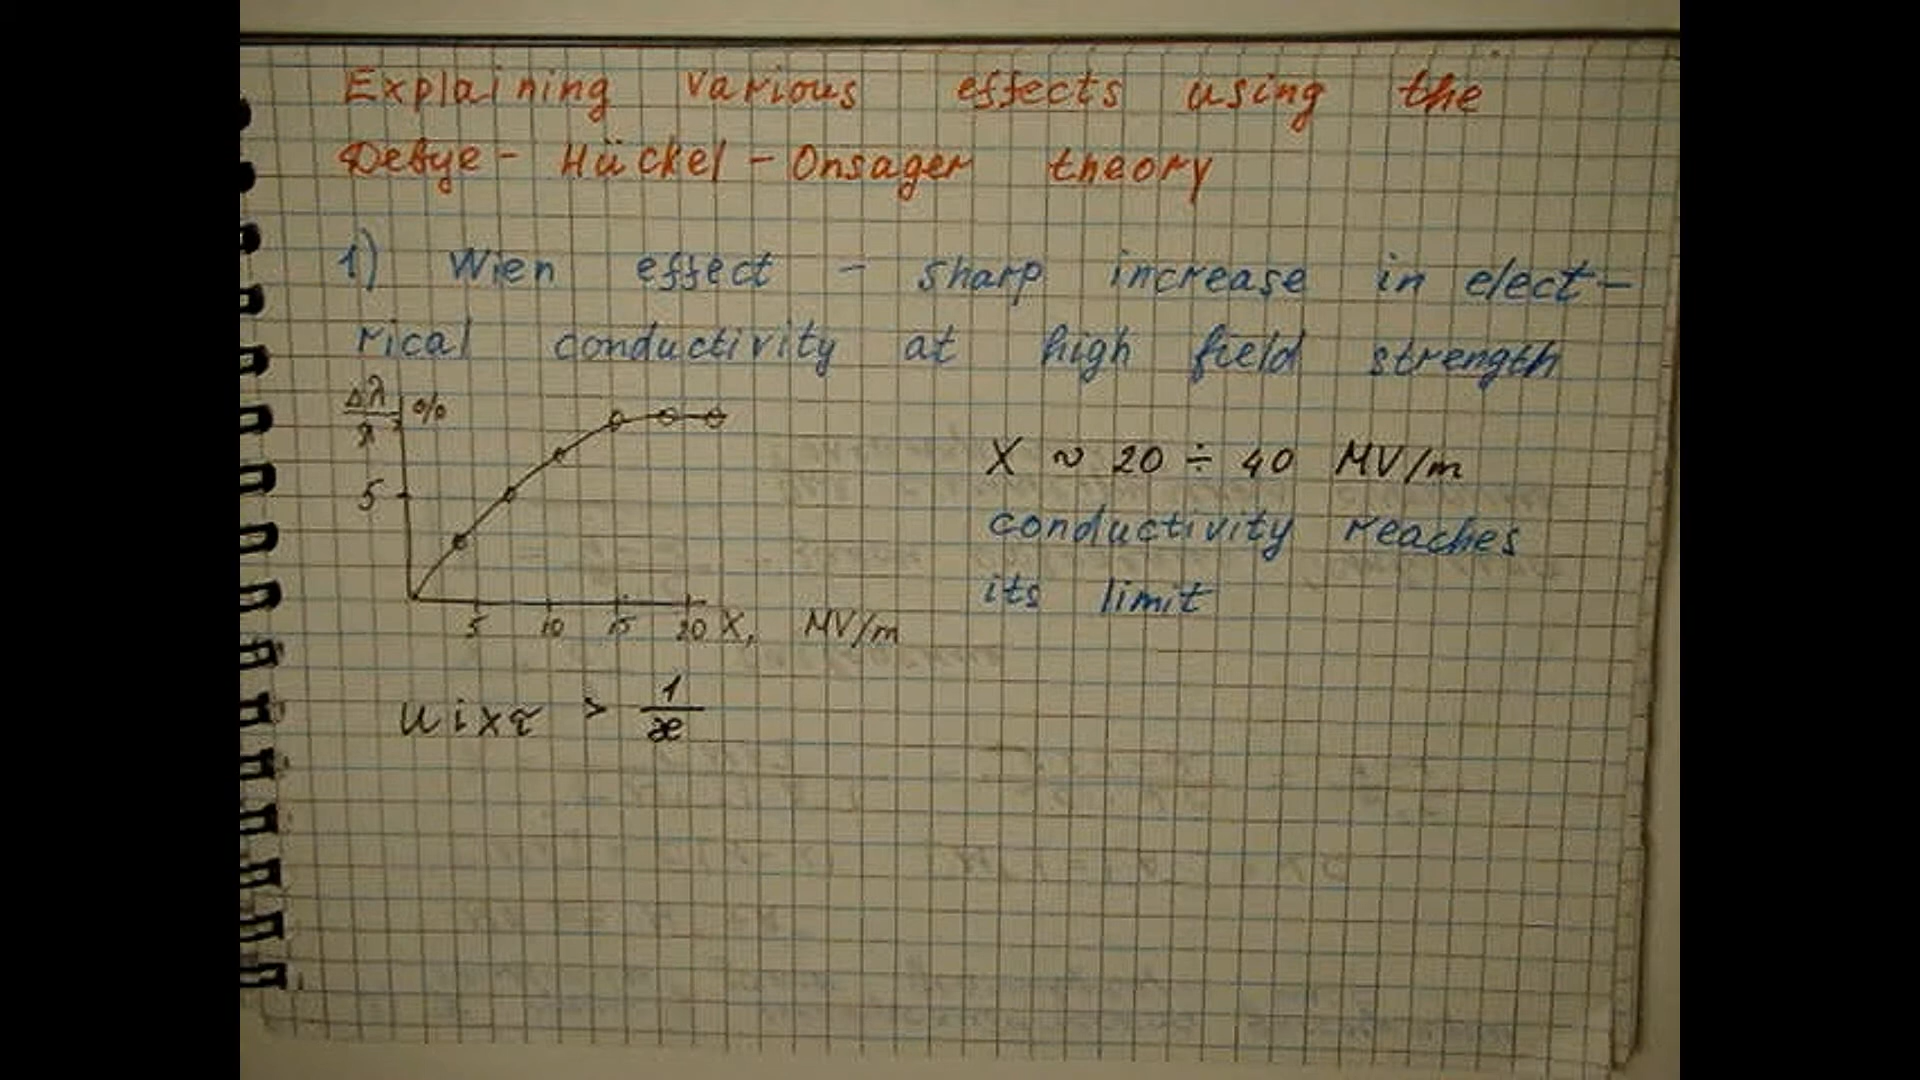 Explaining various effects using the
Debye - Hückel - Onsager theory
1) Wien effect - sharp increase in elect-
rical conductivity at high field strength
Δλ/λ, %
5
5 10 15 20 X, MV/m
X ~ 20 ÷ 40 MV/m
conductivity reaches
its limit
u i x τ > 1/æ